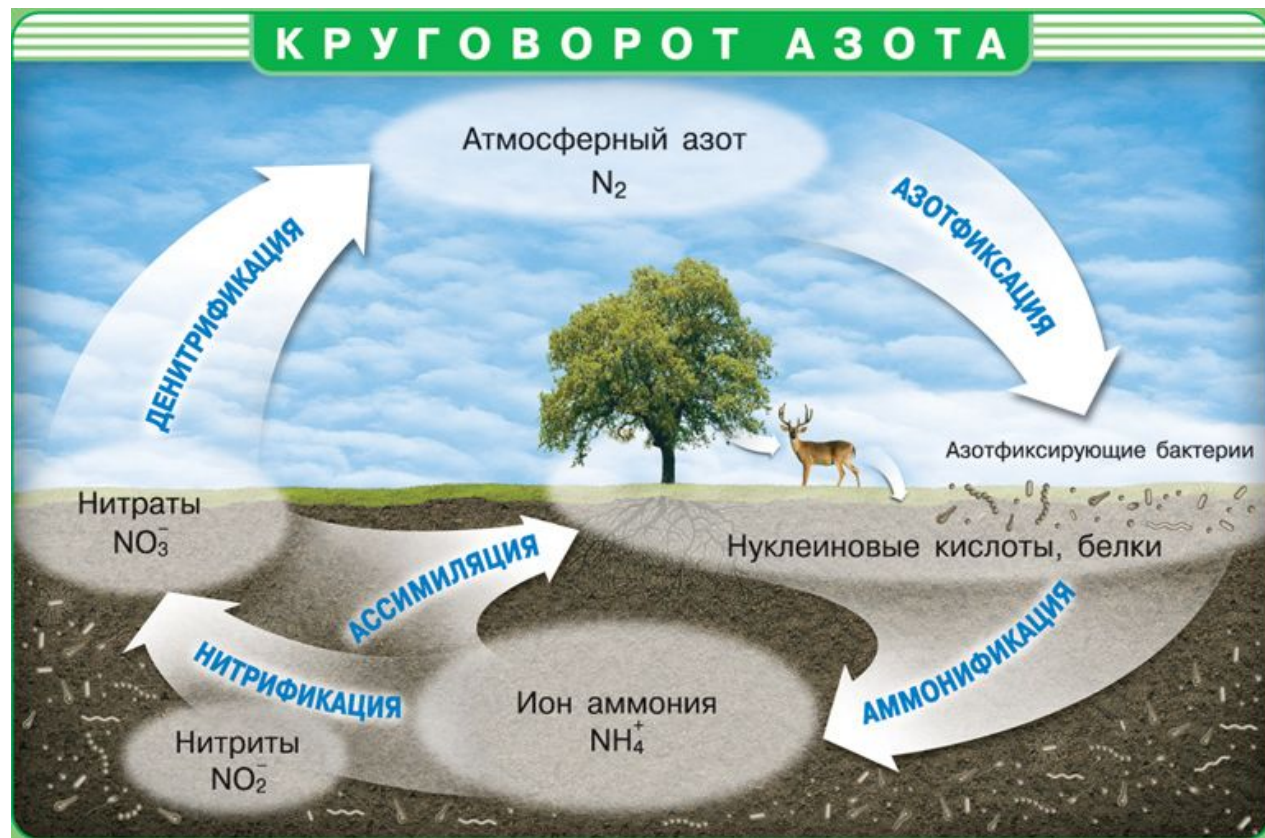 КРУГОВОРОТ АЗОТА
Атмосферный азот
N₂
АЗОТФИКСАЦИЯ
ДЕНИТРИФИКАЦИЯ
Азотфиксирующие бактерии
Нитраты
NO₃⁻
Нуклеиновые кислоты, белки
АССИМИЛЯЦИЯ
НИТРИФИКАЦИЯ
АММОНИФИКАЦИЯ
Ион аммония
NH₄⁺
Нитриты
NO₂⁻